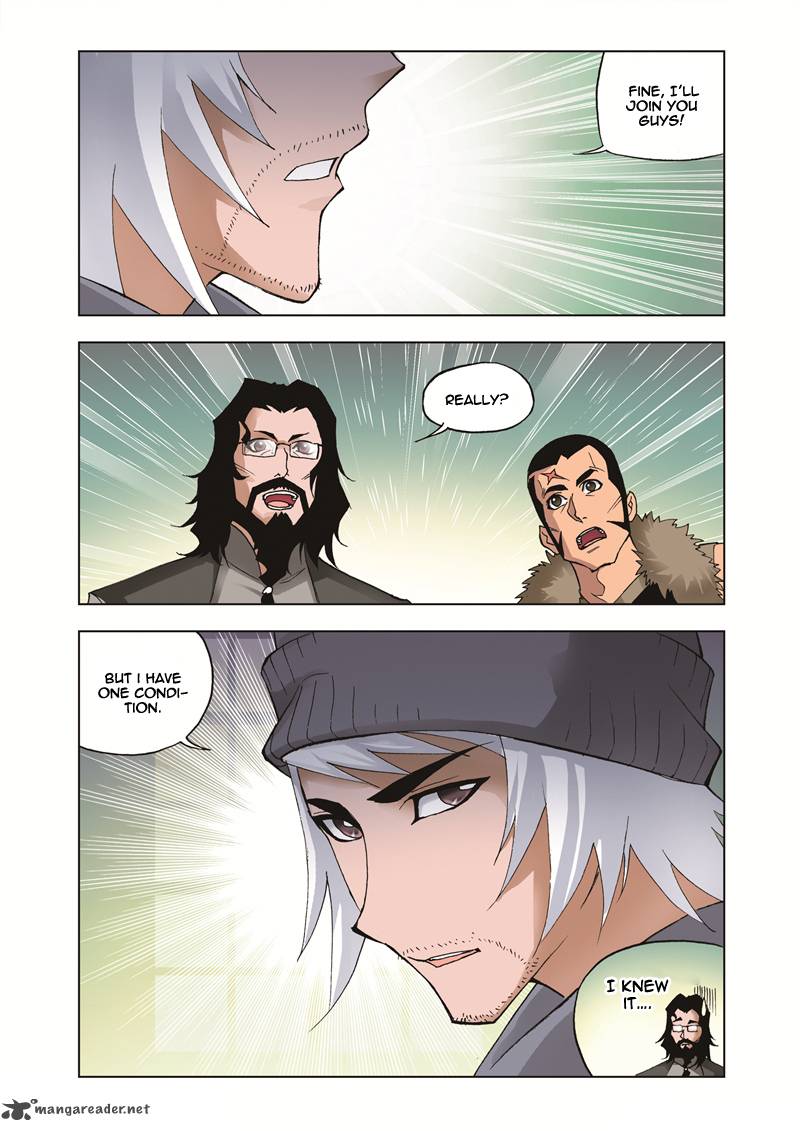 FINE, I'LL
JOIN YOU
GUYS!
REALLY?
BUT I HAVE
ONE CONDI-
TION.
I KNEW
IT....
mangareader.net